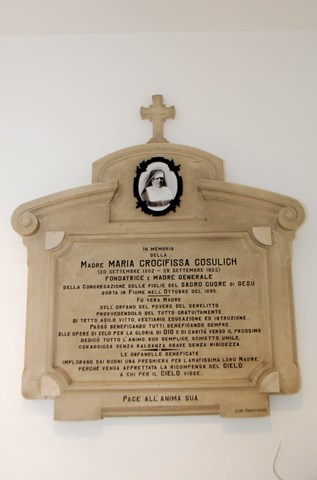 IN MEMORIA
DELLA
MADRE MARIA CROCIFISSA COSULICH
(20 SETTEMBRE 1852 – 29 SETTEMBRE 1922)
FONDATRICE E MADRE GENERALE
DELLA CONGREGAZIONE DELLE FIGLIE DEL SACRO CUORE DI GESÙ
SORTA IN FIUME NELL'OTTOBRE DEL 1895.
FU VERA MADRE
DELL'ORFANO DEL POVERO DEL DERELITTO
PROVVEDENDOLO DEL TUTTO GRATUITAMENTE
DI TETTO ASILO, VITTO, VESTIARIO, EDUCAZIONE ED ISTRUZIONE.
PASSÒ BENEFICANDO TUTTI BENEFICANDO SEMPRE.
ALLE OPERE DI ZELO PER LA GLORIA DI DIO E DI CARITÀ VERSO IL PROSSIMO
DEDICÒ TUTTO L'ANIMO SUO SEMPLICE, SCHIETTO, UMILE,
CORAGGIOSA SENZA BALDANZA GRAVE SENZA RIGIDEZZA.
LE ORFANELLE BENEFICATE
IMPLORANO DAI BUONI UNA PREGHIERA PER L'AMATISSIMA LORO MADRE
PERCHÈ VENGA AFFRETTATA LA RICOMPENSA DEL CIELO,
A CHI PER IL CIELO VISSE.
PACE ALL'ANIMA SUA